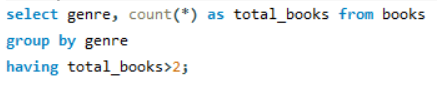 select genre, count(*) as total_books from books
group by genre
having total_books>2;